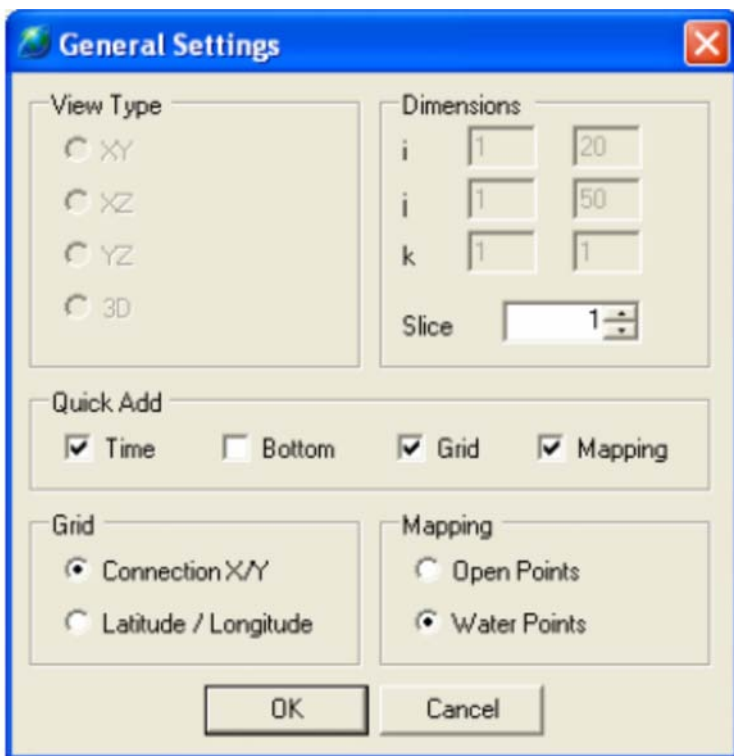 General Settings
View Type
XY
XZ
YZ
3D
Dimensions
i 1 20
j 1 50
k 1 1
Slice 1
Quick Add
Time Bottom Grid Mapping
Grid
Connection X/Y
Latitude / Longitude
Mapping
Open Points
Water Points
OK Cancel